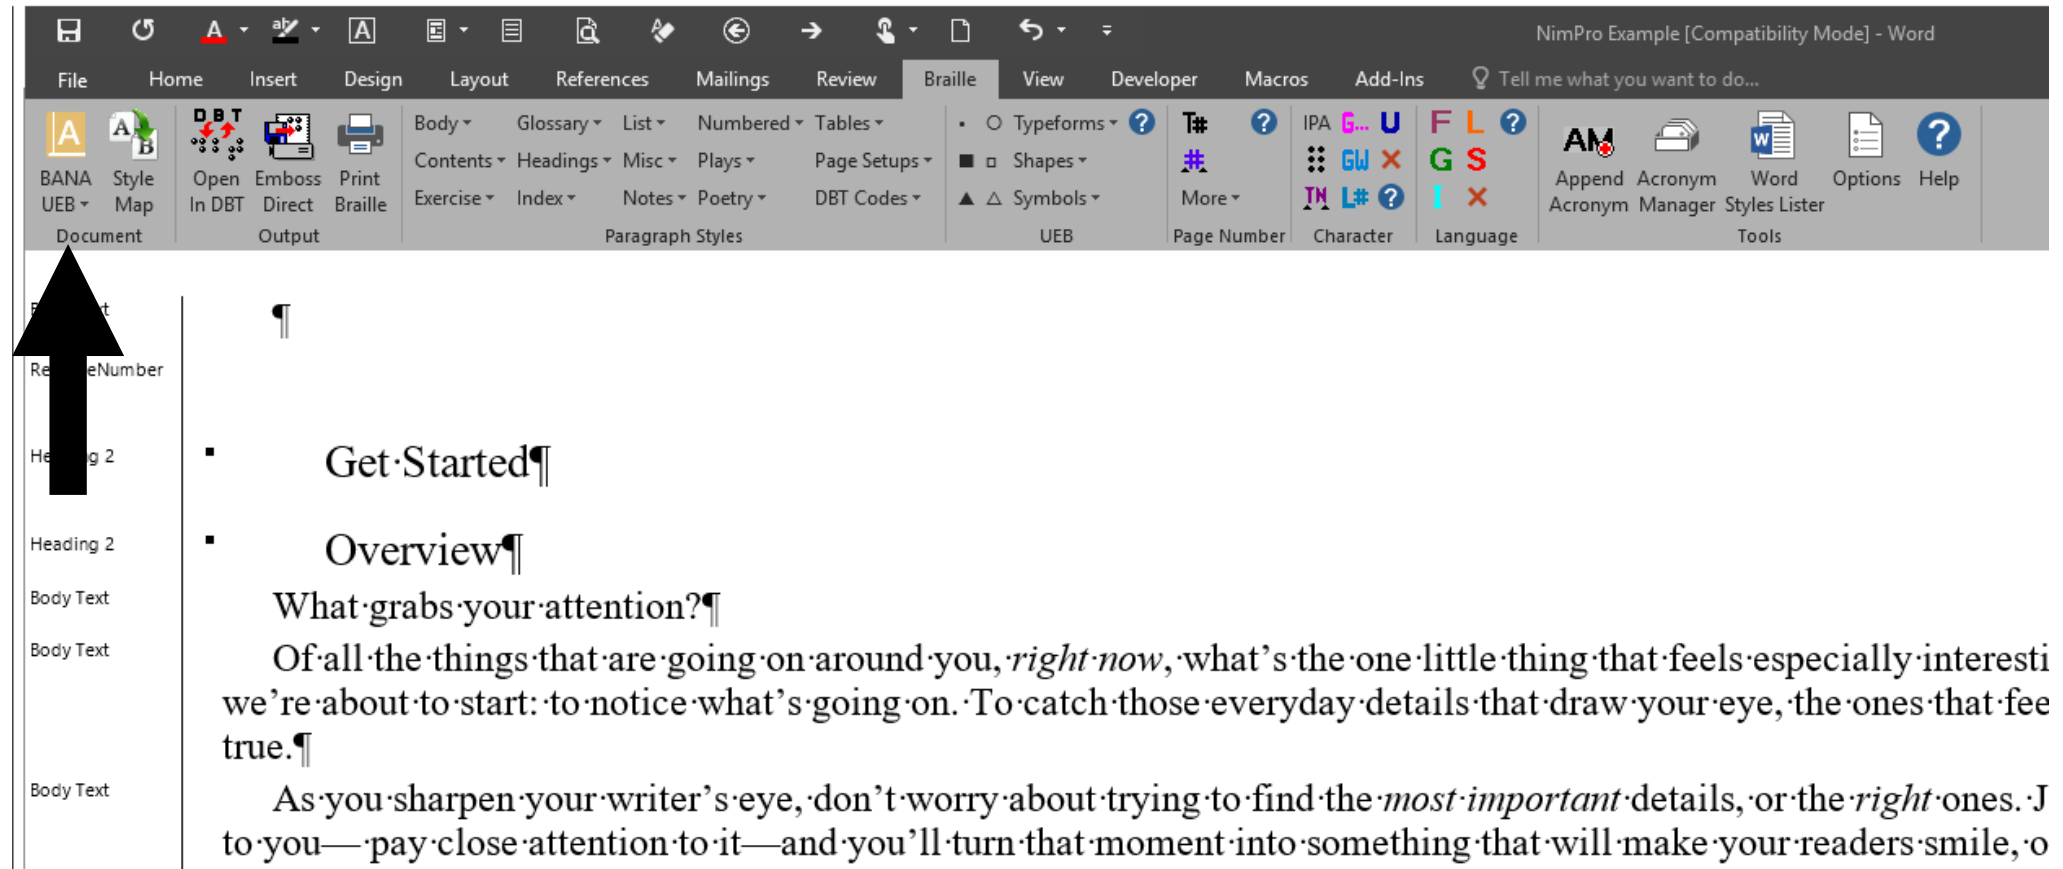 NimPro Example [Compatibility Mode] - Word
File Home Insert Design Layout References Mailings Review Braille View Developer Macros Add-Ins Tell me what you want to do...
D B T
Body Glossary List Numbered Tables Typeforms T# IPA G... U F L
Contents Headings Misc Plays Page Setups Shapes # GW G S
Exercise Index Notes Poetry DBT Codes Symbols More TN L# I
BANA UEB
Style Map
Open In DBT
Emboss Direct
Print Braille
Append Acronym
Acronym Manager
Word Styles Lister
Options
Help
Document Output Paragraph Styles UEB Page Number Character Language Tools
¶
Heading 2
Get·Started¶
Heading 2
Overview¶
Body Text
What·grabs·your·attention?¶
Body Text
Of·all·the·things·that·are·going·on·around·you,·right·now,·what's·the·one·little·thing·that·feels·especially·interesti
we're·about·to·start:·to·notice·what's·going·on.·To·catch·those·everyday·details·that·draw·your·eye,·the·ones·that·fee
true.¶
Body Text
As·you·sharpen·your·writer's·eye,·don't·worry·about·trying·to·find·the·most·important·details,·or·the·right·ones.·J
to·you—·pay·close·attention·to·it—and·you'll·turn·that·moment·into·something·that·will·make·your·readers·smile,·o